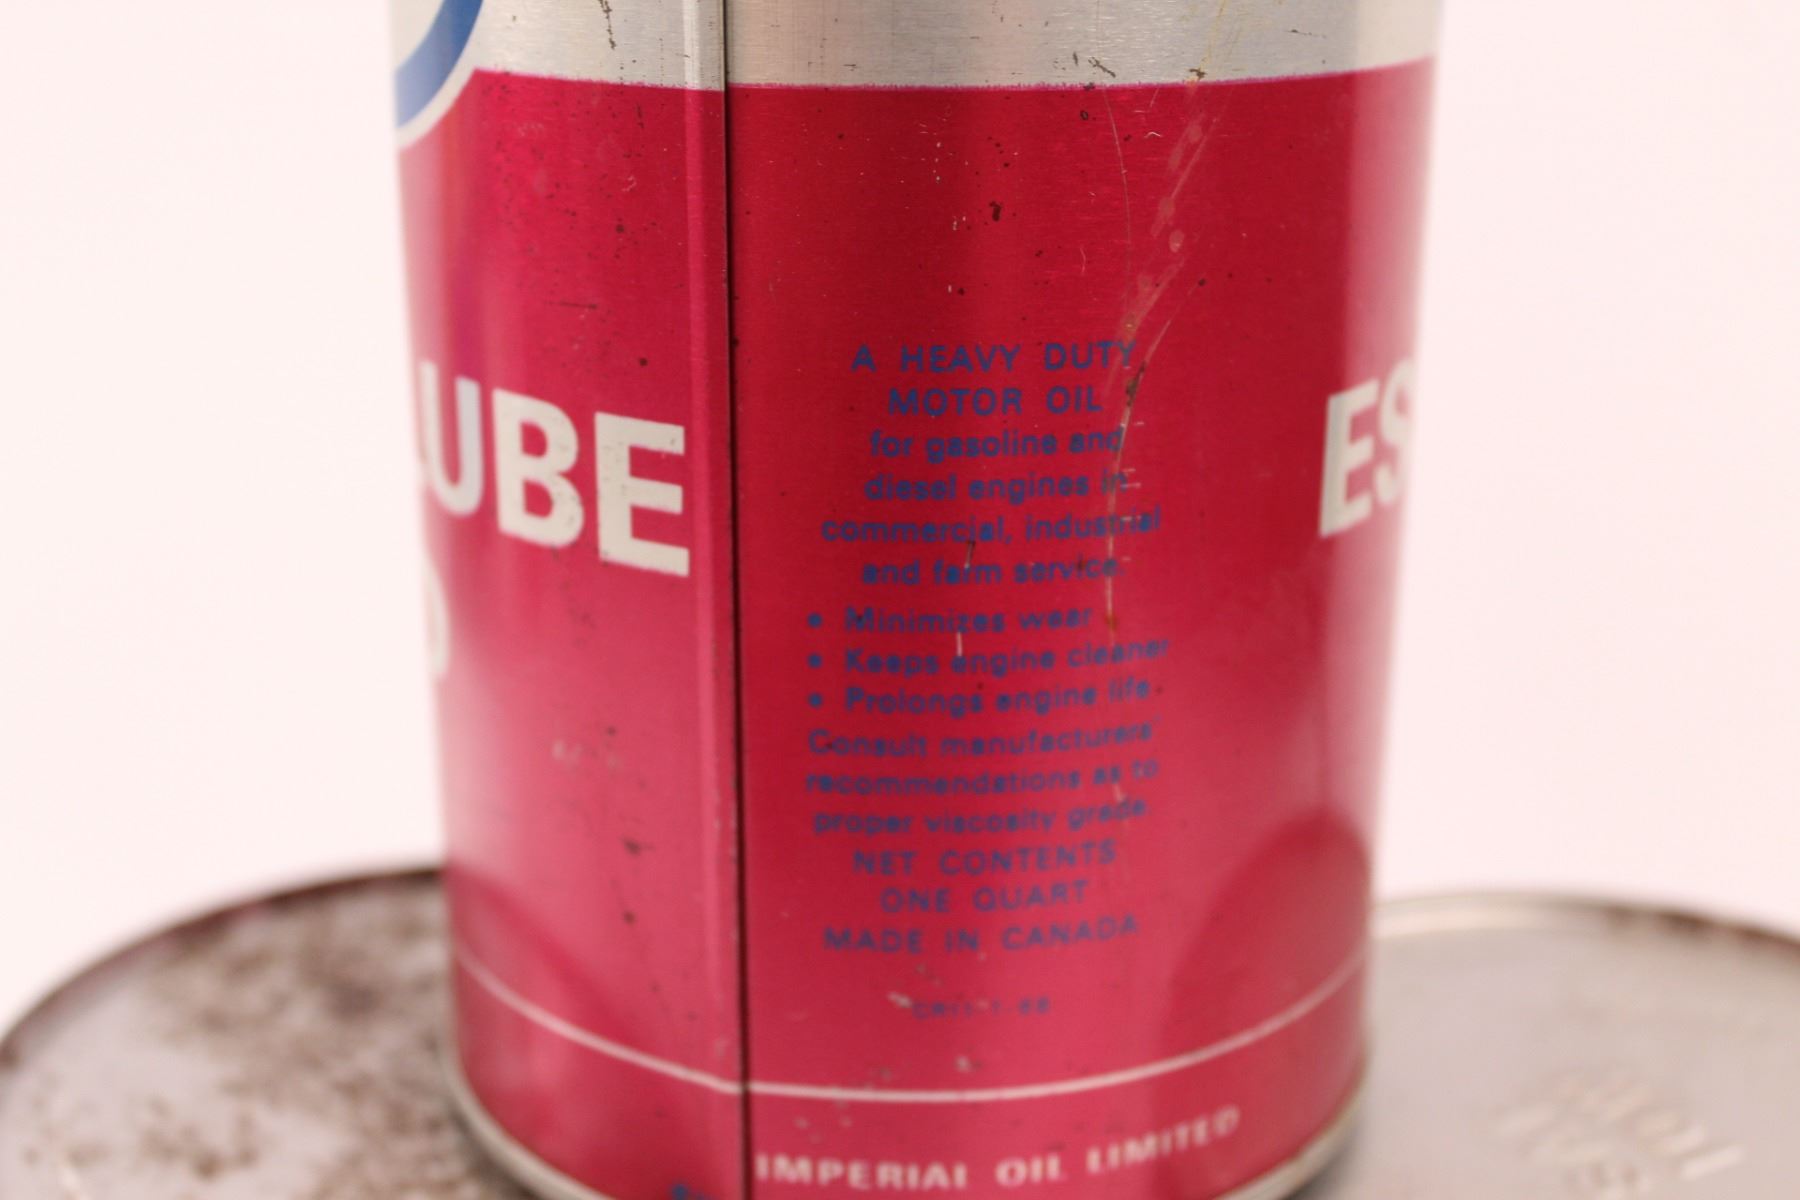 UBE
A HEAVY DUTY
MOTOR OIL
for gasoline and
diesel engines in
commercial, industrial
and farm service.
• Minimizes wear
• Keeps engine cleaner
• Prolongs engine life.
Consult manufacturers'
recommendations as to
proper viscosity grade.
NET CONTENTS
ONE QUART
MADE IN CANADA
IMPERIAL OIL LIMITED
ES